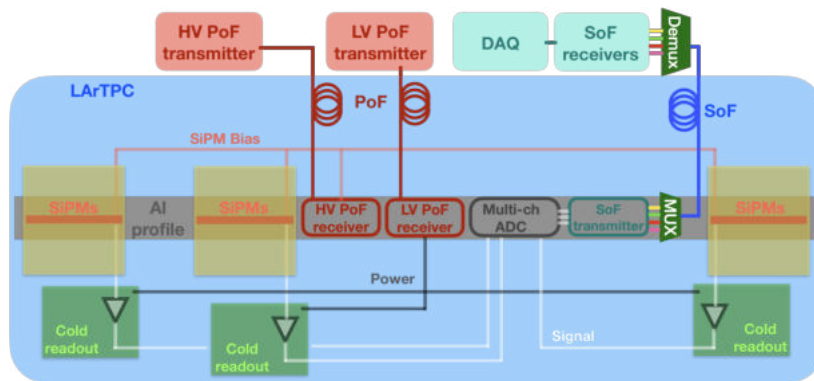 HV PoF
transmitter
LV PoF
transmitter
DAQ
SoF
receivers
Demux
LArTPC
PoF
SoF
SiPM Bias
SiPMs
Al
profile
SiPMs
HV PoF
receiver
LV PoF
receiver
Multi-ch
ADC
SoF
transmitter
MUX
SiPMs
Power
Cold
readout
Cold
readout
Signal
Cold
readout